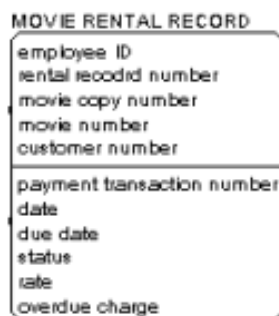 MOVIE RENTAL RECORD
employee ID
rental recodrd number
movie copy number
movie number
customer number
payment transaction number
date
due date
status
rate
overdue charge